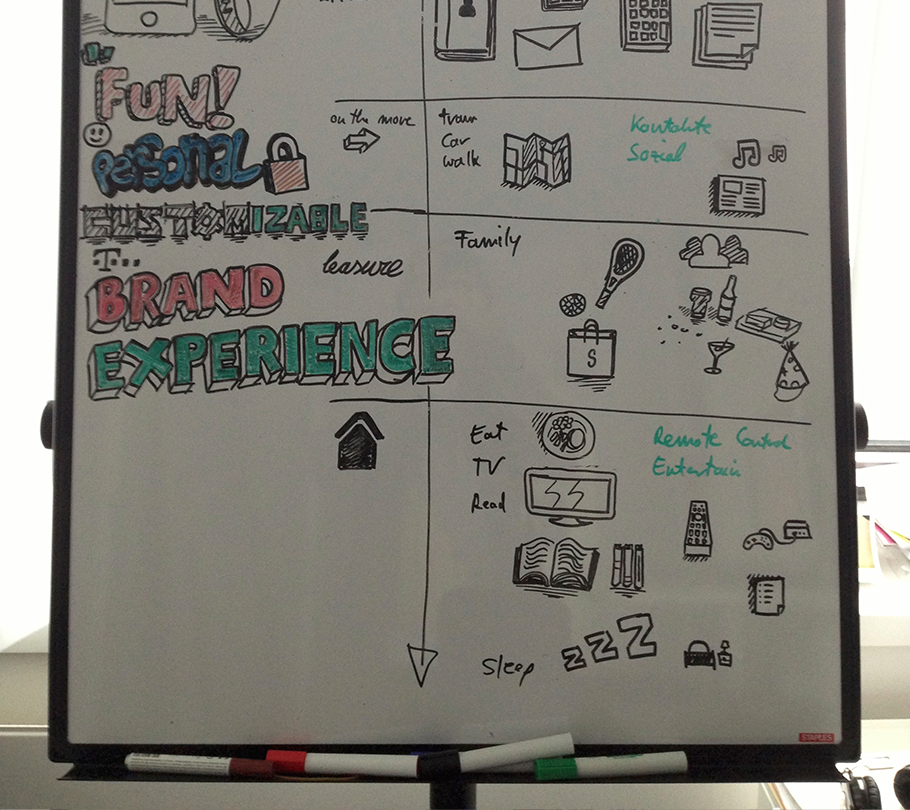 FUN!
Personal
CUSTOMIZABLE
T..
BRAND
EXPERIENCE
on the move
leasure
train
Car
walk
Kontakte
Sozial
Family
S
Eat
TV
Read
Remote Control
Entertain
Sleep
zzZ
STAPLES